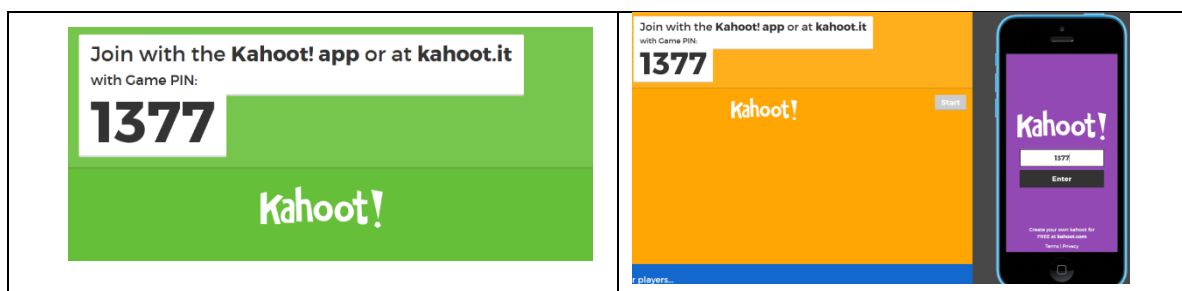 Join with the Kahoot! app or at kahoot.it
with Game PIN:
1377
Kahoot!
Join with the Kahoot! app or at kahoot.it
with Game PIN:
1377
Kahoot!
Start
r players...
Kahoot!
1377
Enter
Create your own kahoot for
FREE at kahoot.com
Terms | Privacy